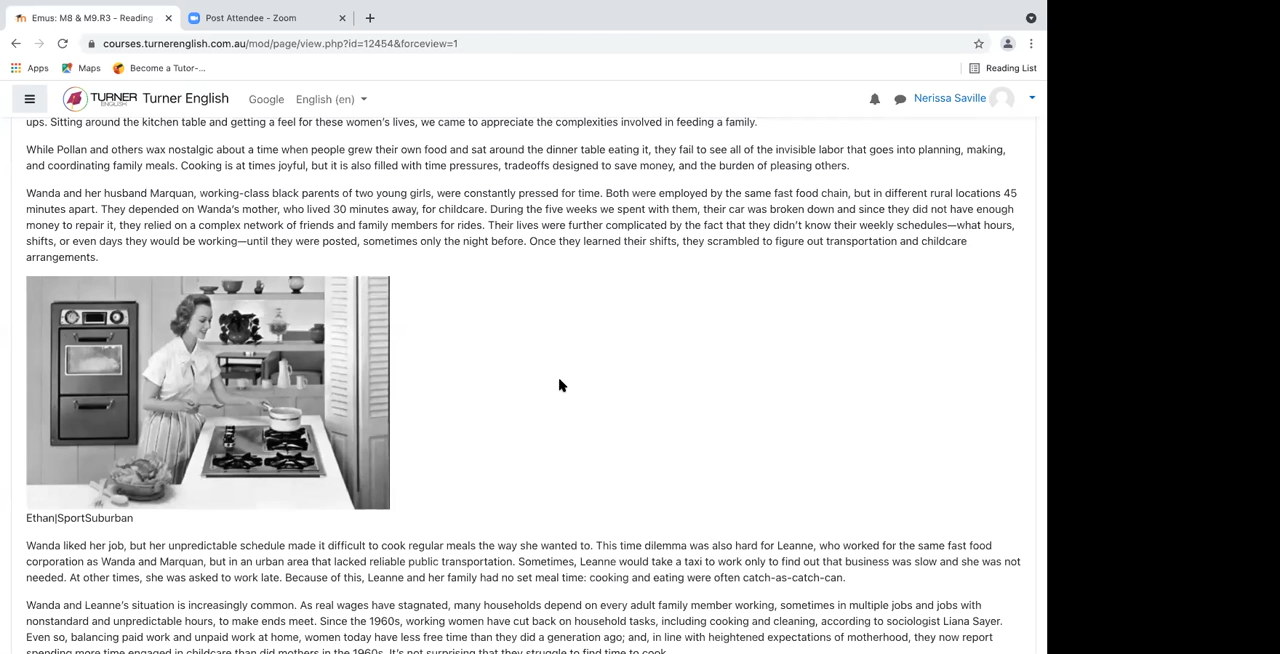 Emus: M8 & M9.R3 - Reading
Post Attendee - Zoom
courses.turnerenglish.com.au/mod/page/view.php?id=12454&forceview=1
Apps Maps Become a Tutor-... Reading List
TURNER ENGLISH Turner English Google English (en) Nerissa Saville
ups. Sitting around the kitchen table and getting a feel for these women's lives, we came to appreciate the complexities involved in feeding a family.
While Pollan and others wax nostalgic about a time when people grew their own food and sat around the dinner table eating it, they fail to see all of the invisible labor that goes into planning, making,
and coordinating family meals. Cooking is at times joyful, but it is also filled with time pressures, tradeoffs designed to save money, and the burden of pleasing others.
Wanda and her husband Marquan, working-class black parents of two young girls, were constantly pressed for time. Both were employed by the same fast food chain, but in different rural locations 45
minutes apart. They depended on Wanda's mother, who lived 30 minutes away, for childcare. During the five weeks we spent with them, their car was broken down and since they did not have enough
money to repair it, they relied on a complex network of friends and family members for rides. Their lives were further complicated by the fact that they didn't know their weekly schedules—what hours,
shifts, or even days they would be working—until they were posted, sometimes only the night before. Once they learned their shifts, they scrambled to figure out transportation and childcare
arrangements.
Ethan|SportSuburban
Wanda liked her job, but her unpredictable schedule made it difficult to cook regular meals the way she wanted to. This time dilemma was also hard for Leanne, who worked for the same fast food
corporation as Wanda and Marquan, but in an urban area that lacked reliable public transportation. Sometimes, Leanne would take a taxi to work only to find out that business was slow and she was not
needed. At other times, she was asked to work late. Because of this, Leanne and her family had no set meal time: cooking and eating were often catch-as-catch-can.
Wanda and Leanne's situation is increasingly common. As real wages have stagnated, many households depend on every adult family member working, sometimes in multiple jobs and jobs with
nonstandard and unpredictable hours, to make ends meet. Since the 1960s, working women have cut back on household tasks, including cooking and cleaning, according to sociologist Liana Sayer.
Even so, balancing paid work and unpaid work at home, women today have less free time than they did a generation ago; and, in line with heightened expectations of motherhood, they now report
spending more time engaged in childcare than did mothers in the 1960s. It's not surprising that they struggle to find time to cook.